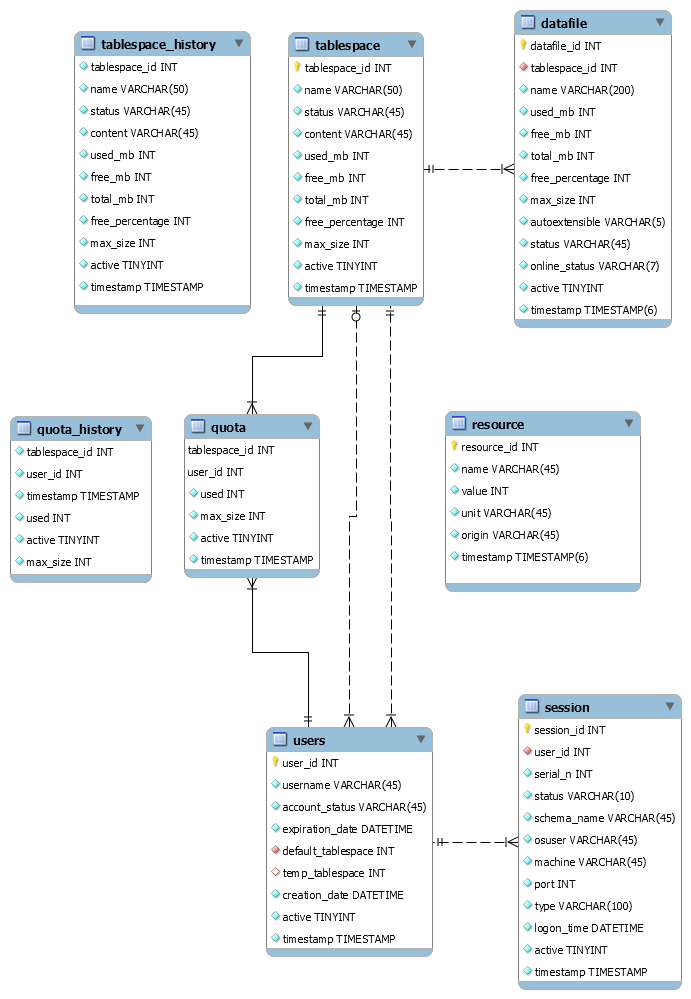 tablespace_history
tablespace_id INT
name VARCHAR(50)
status VARCHAR(45)
content VARCHAR(45)
used_mb INT
free_mb INT
total_mb INT
free_percentage INT
max_size INT
active TINYINT
timestamp TIMESTAMP
tablespace
tablespace_id INT
name VARCHAR(50)
status VARCHAR(45)
content VARCHAR(45)
used_mb INT
free_mb INT
total_mb INT
free_percentage INT
max_size INT
active TINYINT
timestamp TIMESTAMP
datafile
datafile_id INT
tablespace_id INT
name VARCHAR(200)
used_mb INT
free_mb INT
total_mb INT
free_percentage INT
max_size INT
autoextensible VARCHAR(5)
status VARCHAR(45)
online_status VARCHAR(7)
active TINYINT
timestamp TIMESTAMP(6)
quota_history
tablespace_id INT
user_id INT
timestamp TIMESTAMP
used INT
active TINYINT
max_size INT
quota
tablespace_id INT
user_id INT
used INT
max_size INT
active TINYINT
timestamp TIMESTAMP
resource
resource_id INT
name VARCHAR(45)
value INT
unit VARCHAR(45)
origin VARCHAR(45)
timestamp TIMESTAMP(6)
users
user_id INT
username VARCHAR(45)
account_status VARCHAR(45)
expiration_date DATETIME
default_tablespace INT
temp_tablespace INT
creation_date DATETIME
active TINYINT
timestamp TIMESTAMP
session
session_id INT
user_id INT
serial_n INT
status VARCHAR(10)
schema_name VARCHAR(45)
osuser VARCHAR(45)
machine VARCHAR(45)
port INT
type VARCHAR(100)
logon_time DATETIME
active TINYINT
timestamp TIMESTAMP